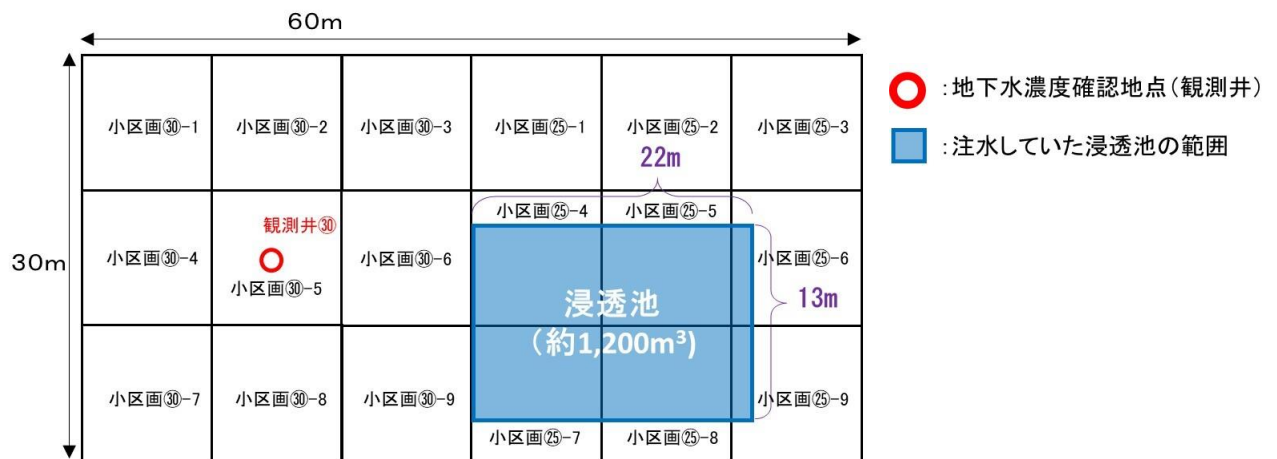 60m
30m
小区画㉚-1
小区画㉚-2
小区画㉚-3
小区画㉕-1
小区画㉕-2
小区画㉕-3
22m
小区画㉚-4
観測井㉚
小区画㉚-5
小区画㉚-6
小区画㉕-4
小区画㉕-5
小区画㉕-6
13m
浸透池
(約1,200m³)
小区画㉚-7
小区画㉚-8
小区画㉚-9
小区画㉕-7
小区画㉕-8
小区画㉕-9
:地下水濃度確認地点(観測井)
:注水していた浸透池の範囲